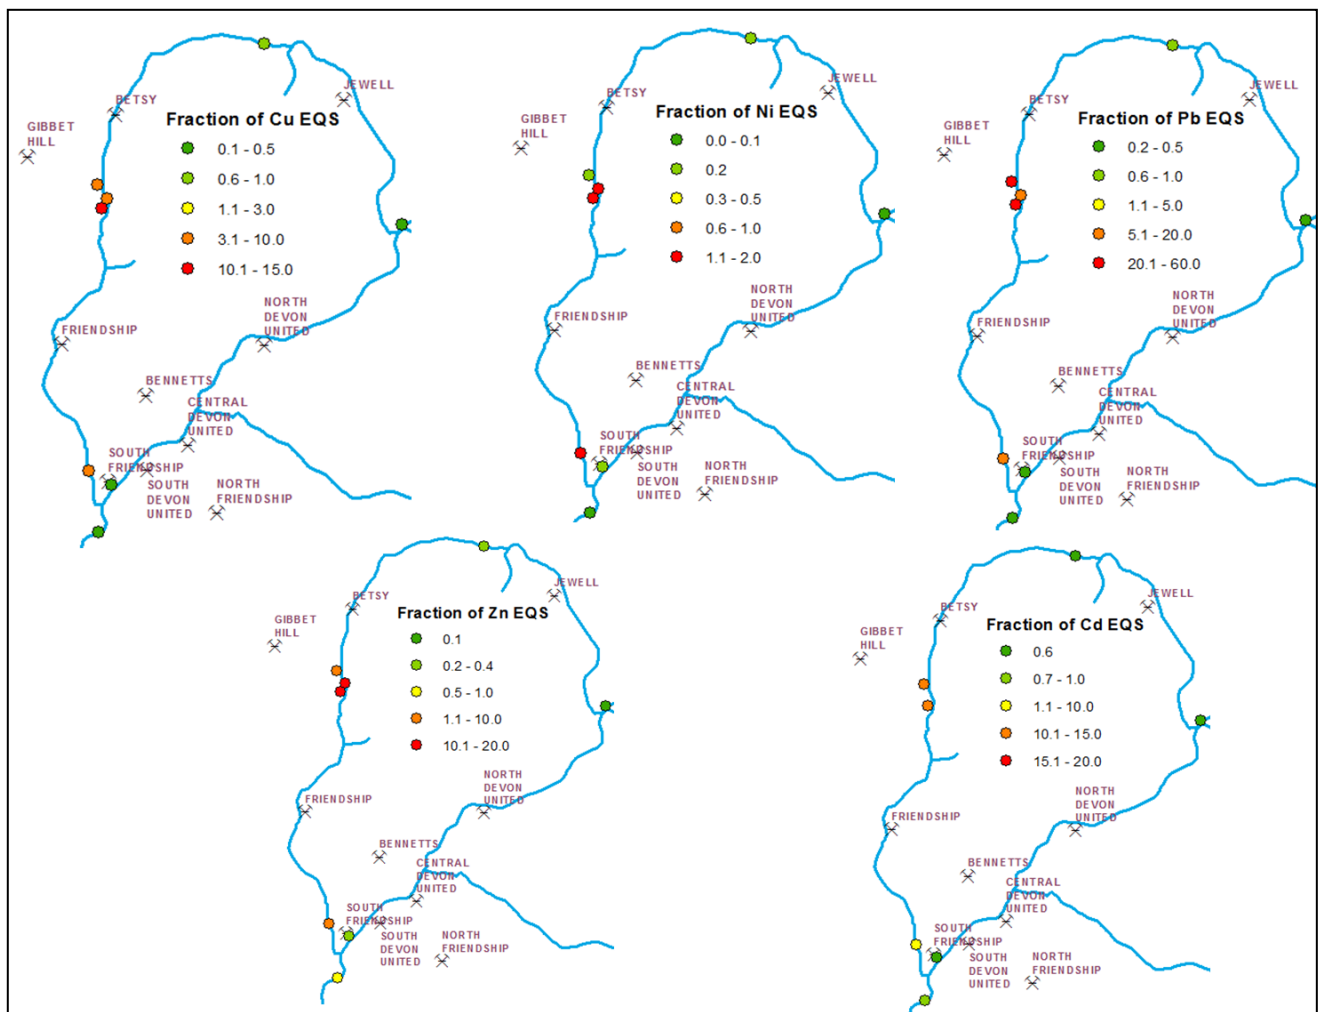 JEWELL
BETSY
GIBBET
HILL
Fraction of Cu EQS
0.1 - 0.5
0.6 - 1.0
1.1 - 3.0
3.1 - 10.0
10.1 - 15.0
NORTH
DEVON
UNITED
FRIENDSHIP
BENNETTS
CENTRAL
DEVON
UNITED
SOUTH
FRIENDSHIP
SOUTH
DEVON
UNITED
NORTH
FRIENDSHIP
JEWELL
BETSY
GIBBET
HILL
Fraction of Ni EQS
0.0 - 0.1
0.2
0.3 - 0.5
0.6 - 1.0
1.1 - 2.0
NORTH
DEVON
UNITED
FRIENDSHIP
BENNETTS
CENTRAL
DEVON
UNITED
SOUTH
FRIENDSHIP
SOUTH
DEVON
UNITED
NORTH
FRIENDSHIP
JEWELL
BETSY
GIBBET
HILL
Fraction of Pb EQS
0.2 - 0.5
0.6 - 1.0
1.1 - 5.0
5.1 - 20.0
20.1 - 60.0
NORTH
DEVON
UNITED
FRIENDSHIP
BENNETTS
CENTRAL
DEVON
UNITED
SOUTH
FRIENDSHIP
SOUTH
DEVON
UNITED
NORTH
FRIENDSHIP
JEWELL
BETSY
GIBBET
HILL
Fraction of Zn EQS
0.1
0.2 - 0.4
0.5 - 1.0
1.1 - 10.0
10.1 - 20.0
NORTH
DEVON
UNITED
FRIENDSHIP
BENNETTS
CENTRAL
DEVON
UNITED
SOUTH
FRIENDSHIP
SOUTH
DEVON
UNITED
NORTH
FRIENDSHIP
JEWELL
BETSY
GIBBET
HILL
Fraction of Cd EQS
0.6
0.7 - 1.0
1.1 - 10.0
10.1 - 15.0
15.1 - 20.0
NORTH
DEVON
UNITED
FRIENDSHIP
BENNETTS
CENTRAL
DEVON
UNITED
SOUTH
FRIENDSHIP
SOUTH
DEVON
UNITED
NORTH
FRIENDSHIP